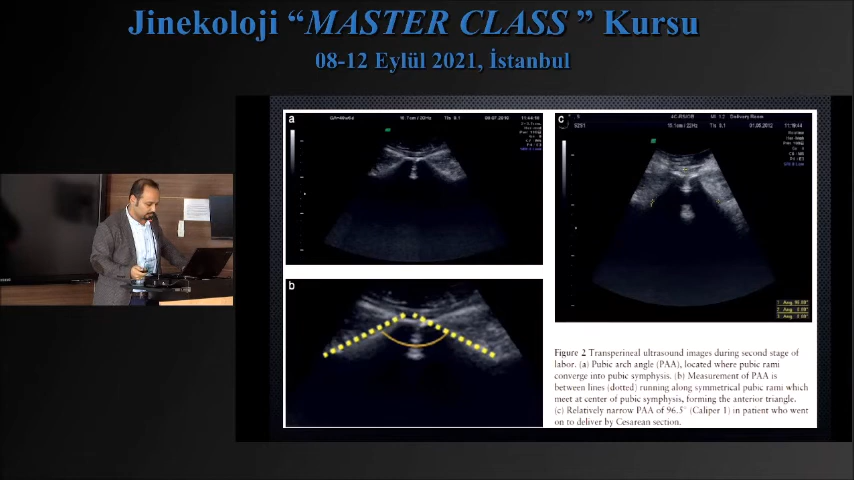 Jinekoloji “MASTER CLASS ” Kursu
08-12 Eylül 2021, İstanbul
a
b
c
Delivery Room
Figure 2 Transperineal ultrasound images during second stage of
labor. (a) Pubic arch angle (PAA), located where pubic rami
converge into pubic symphysis. (b) Measurement of PAA is
between lines (dotted) running along symmetrical pubic rami which
meet at center of pubic symphysis, forming the anterior triangle.
(c) Relatively narrow PAA of 96.5° (Caliper 1) in patient who went
on to deliver by Cesarean section.